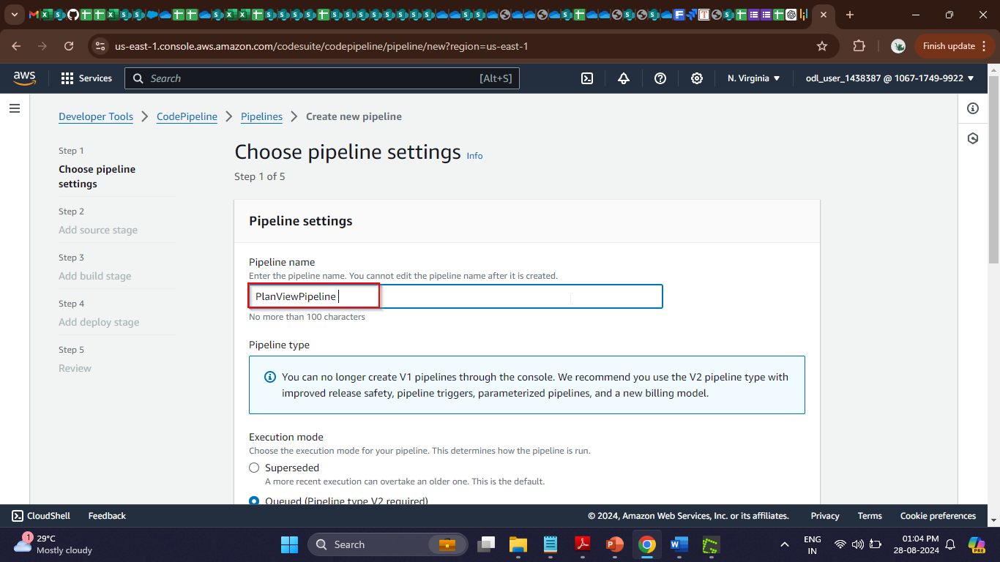 us-east-1.console.aws.amazon.com/codesuite/codepipeline/pipeline/new?region=us-east-1
Finish update
aws
Services
Search
[Alt+S]
N. Virginia
odl_user_1438387 @ 1067-1749-9922
Developer Tools
CodePipeline
Pipelines
Create new pipeline
Step 1
Choose pipeline
settings
Step 2
Add source stage
Step 3
Add build stage
Step 4
Add deploy stage
Step 5
Review
Choose pipeline settings Info
Step 1 of 5
Pipeline settings
Pipeline name
Enter the pipeline name. You cannot edit the pipeline name after it is created.
PlanViewPipeline
No more than 100 characters
Pipeline type
You can no longer create V1 pipelines through the console. We recommend you use the V2 pipeline type with
improved release safety, pipeline triggers, parameterized pipelines, and a new billing model.
Execution mode
Choose the execution mode for your pipeline. This determines how the pipeline is run.
Superseded
A more recent execution can overtake an older one. This is the default.
Queued (Pipeline type V2 required)
CloudShell
Feedback
© 2024, Amazon Web Services, Inc. or its affiliates.
Privacy
Terms
Cookie preferences
1
29°C
Mostly cloudy
Search
ENG
IN
01:04 PM
28-08-2024
PRE